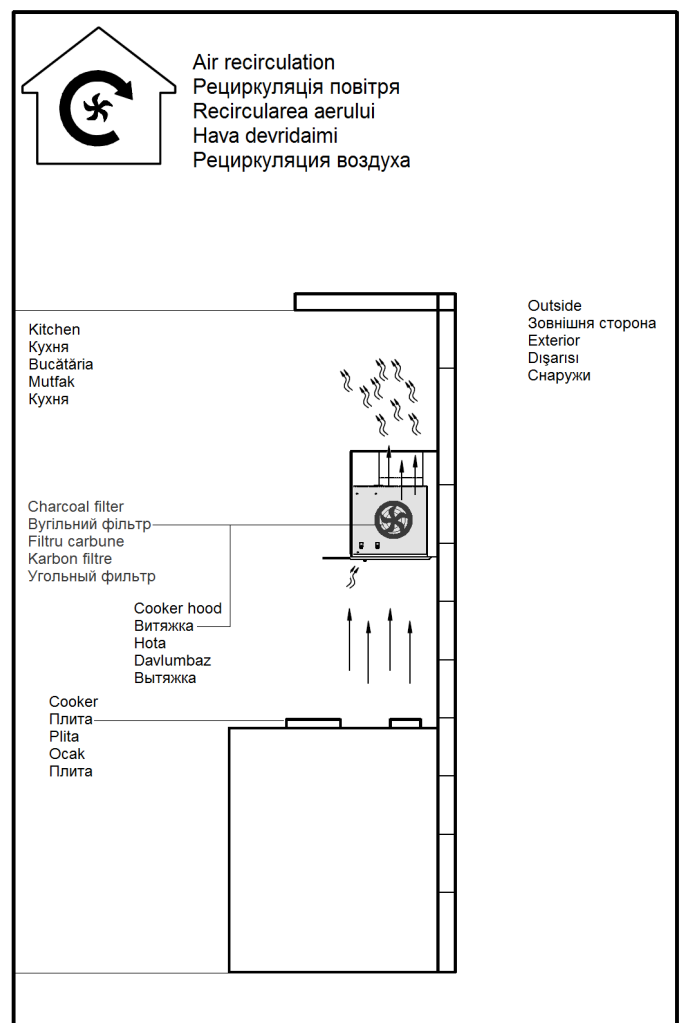 Air recirculation
Рециркуляція повітря
Recircularea aerului
Hava devridaimi
Рециркуляция воздуха
Outside
Зовнішня сторона
Exterior
Dışarısı
Снаружи
Kitchen
Кухня
Bucătăria
Mutfak
Кухня
Charcoal filter
Вугільний фільтр
Filtru carbune
Karbon filtre
Угольный фильтр
Cooker hood
Витяжка
Hota
Davlumbaz
Вытяжка
Cooker
Плита
Plita
Ocak
Плита